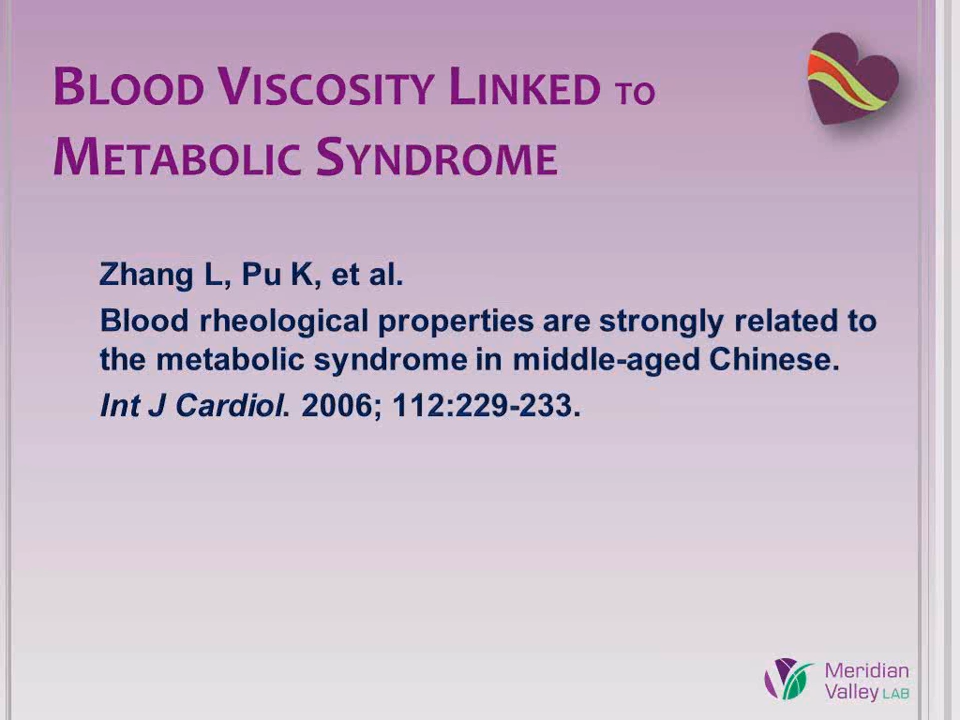 BLOOD VISCOSITY LINKED TO
METABOLIC SYNDROME
Zhang L, Pu K, et al.
Blood rheological properties are strongly related to
the metabolic syndrome in middle-aged Chinese.
Int J Cardiol. 2006; 112:229-233.
Meridian
Valley LAB